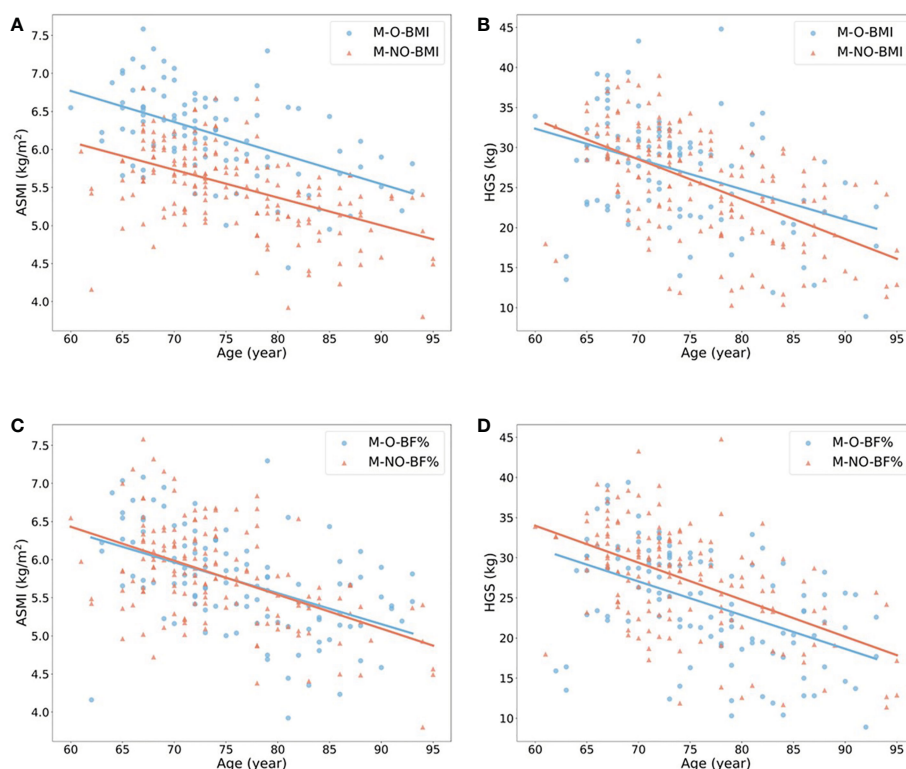 A
M-O-BMI
M-NO-BMI
7.5
7.0
6.5
6.0
5.5
5.0
4.5
4.0
ASMI (kg/m²)
60 65 70 75 80 85 90 95
Age (year)
B
M-O-BMI
M-NO-BMI
45
40
35
30
25
20
15
10
HGS (kg)
60 65 70 75 80 85 90 95
Age (year)
C
M-O-BF%
M-NO-BF%
7.5
7.0
6.5
6.0
5.5
5.0
4.5
4.0
ASMI (kg/m²)
60 65 70 75 80 85 90 95
Age (year)
D
M-O-BF%
M-NO-BF%
45
40
35
30
25
20
15
10
HGS (kg)
60 65 70 75 80 85 90 95
Age (year)